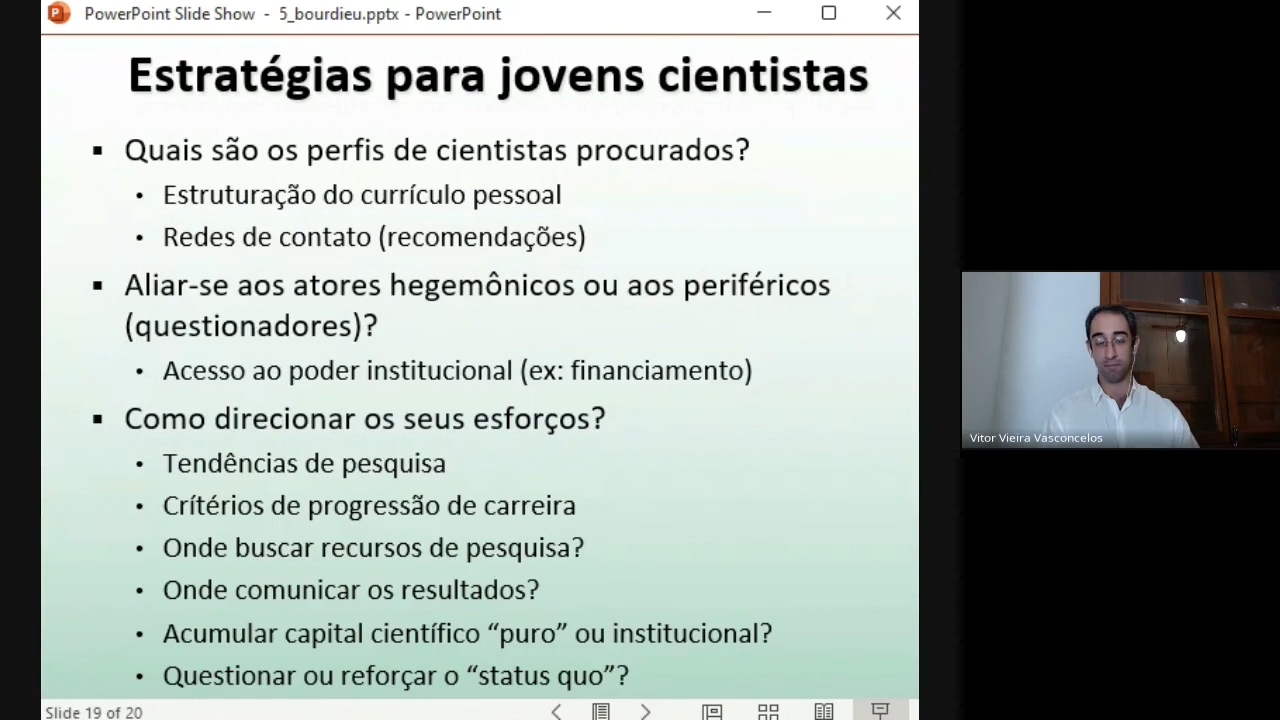 PowerPoint Slide Show - 5_bourdieu.pptx - PowerPoint
Estratégias para jovens cientistas
▪ Quais são os perfis de cientistas procurados?
• Estruturação do currículo pessoal
• Redes de contato (recomendações)
▪ Aliar-se aos atores hegemônicos ou aos periféricos
(questionadores)?
• Acesso ao poder institucional (ex: financiamento)
▪ Como direcionar os seus esforços?
• Tendências de pesquisa
• Crítérios de progressão de carreira
• Onde buscar recursos de pesquisa?
• Onde comunicar os resultados?
• Acumular capital científico “puro” ou institucional?
• Questionar ou reforçar o “status quo”?
Slide 19 of 20
Vitor Vieira Vasconcelos